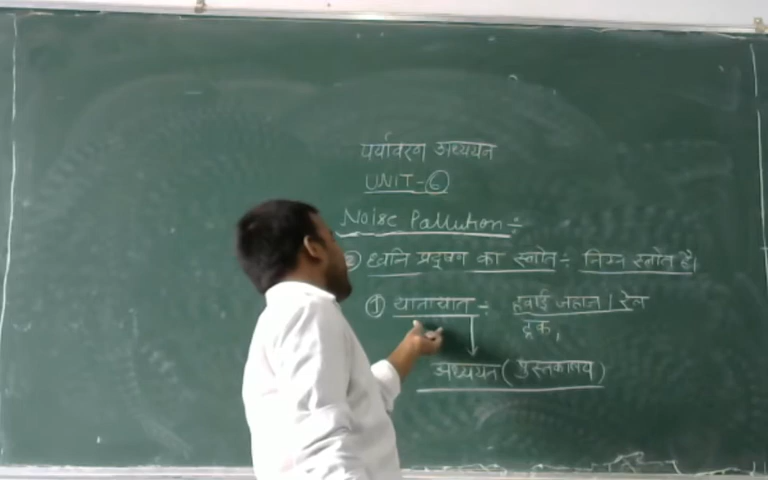 पर्यावरण अध्ययन
UNIT-6
Noise Pollution÷
② ध्वनि प्रदूषण का स्त्रोत÷ निम्न स्त्रोत है।
① यातायात÷ हवाई जहाज / रेल
ट्रक,
अध्ययन (पुस्तकालय)